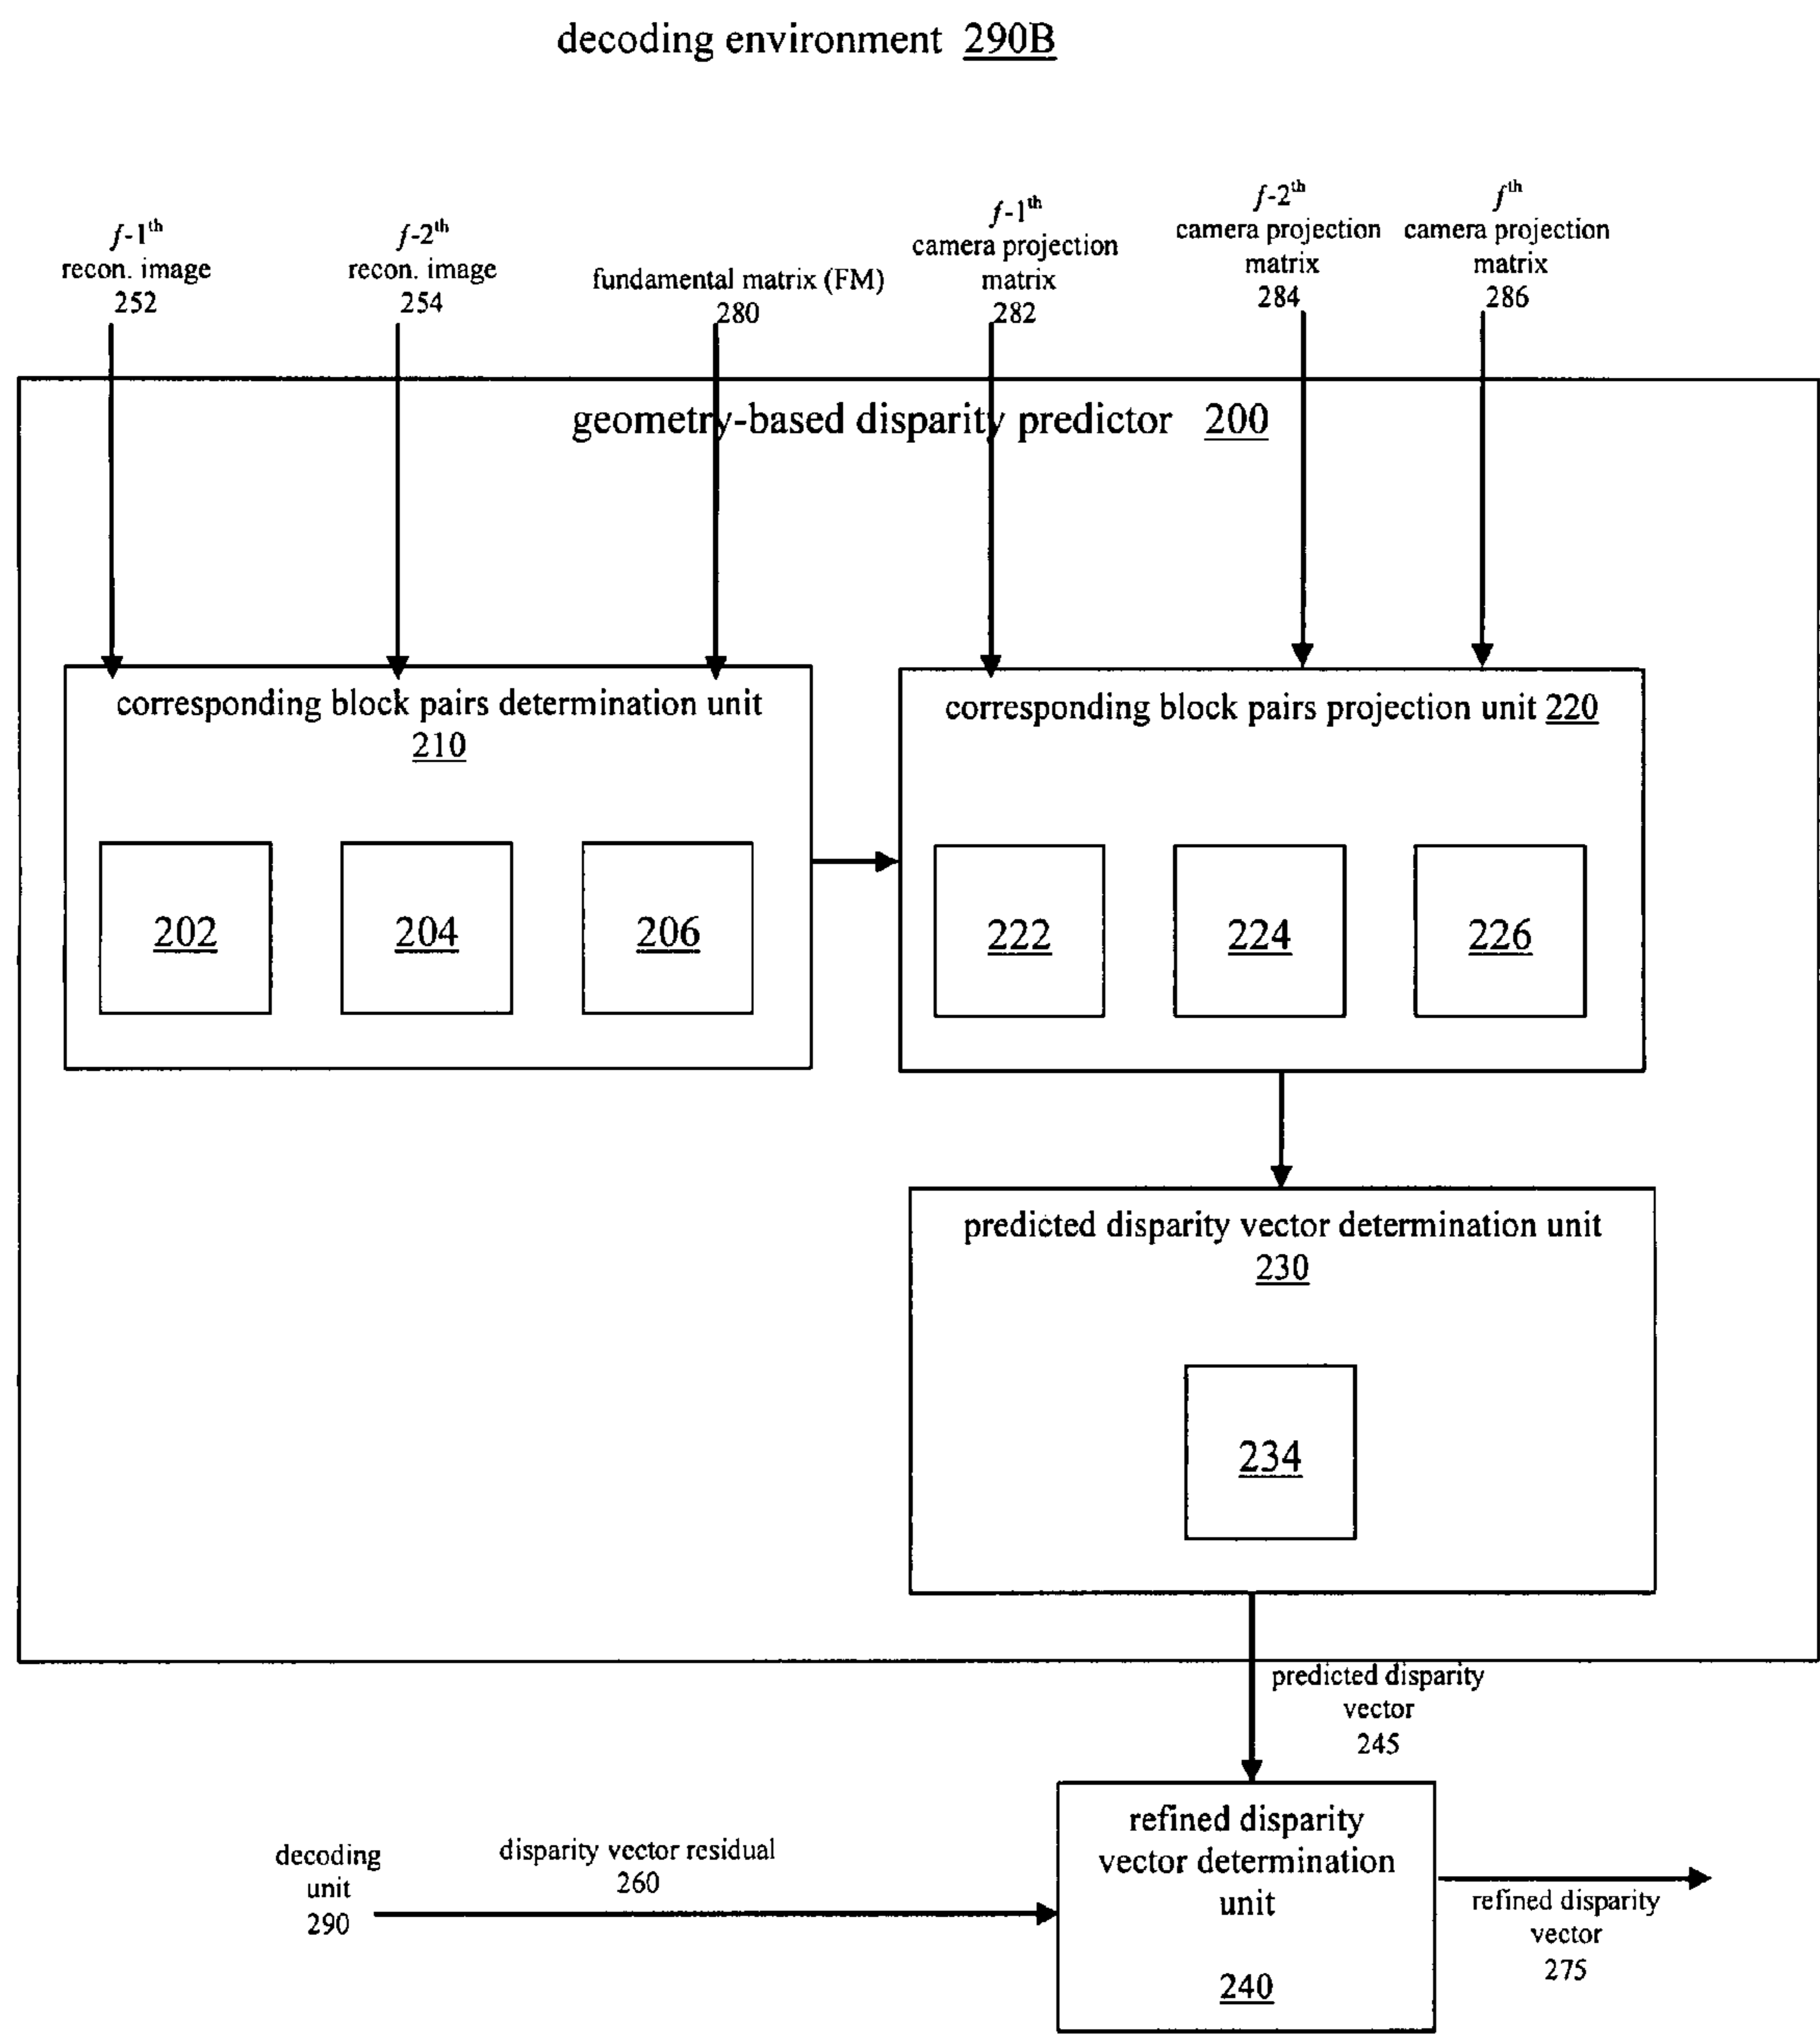 decoding environment 290B
f-1th
recon. image
252
f-2th
recon. image
254
fundamental matrix (FM)
280
f-1th
camera projection
matrix
282
f-2th
camera projection
matrix
284
fth
camera projection
matrix
286
geometry-based disparity predictor 200
corresponding block pairs determination unit
210
202
204
206
corresponding block pairs projection unit 220
222
224
226
predicted disparity vector determination unit
230
234
predicted disparity
vector
245
decoding
unit
290
disparity vector residual
260
refined disparity
vector determination
unit
240
refined disparity
vector
275